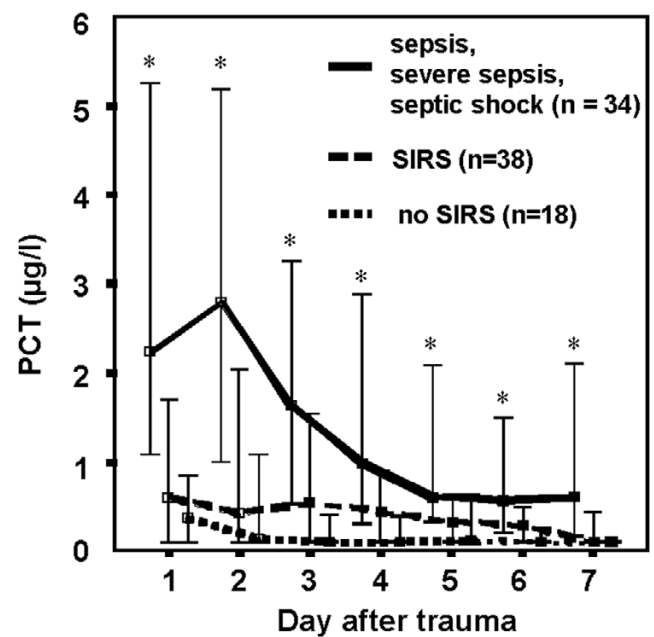 6
5
4
3
2
1
0
PCT (µg/l)
sepsis,
severe sepsis,
septic shock (n = 34)
SIRS (n=38)
no SIRS (n=18)
* * * * * * *
1 2 3 4 5 6 7
Day after trauma